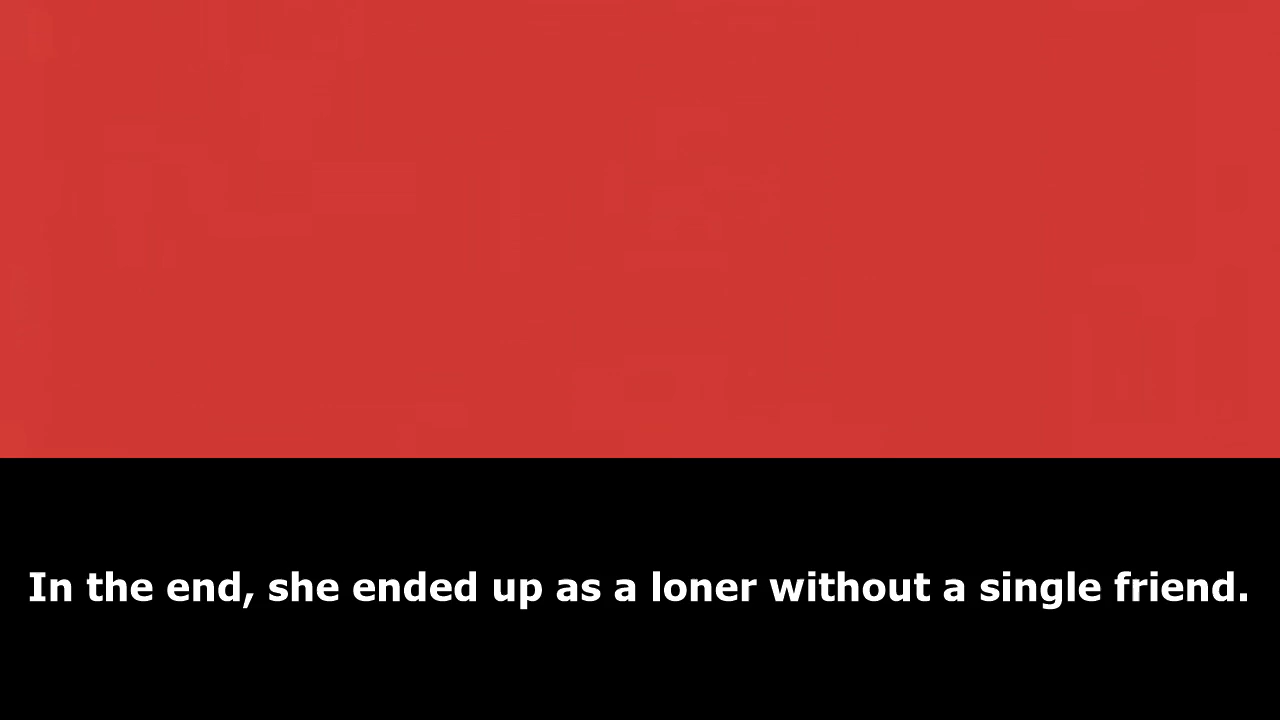 In the end, she ended up as a loner without a single friend.